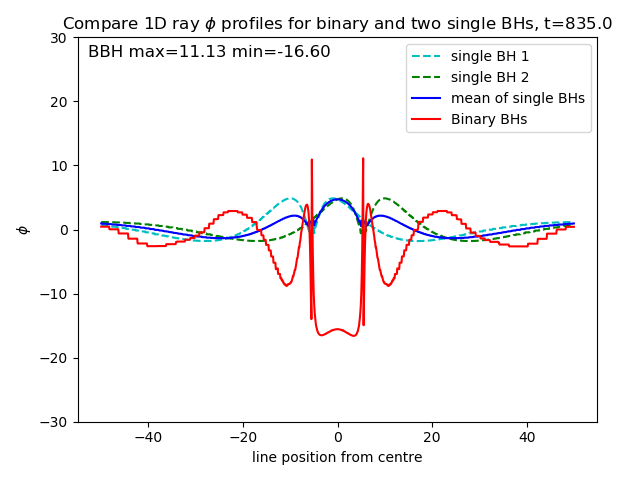 Compare 1D ray ϕ profiles for binary and two single BHs, t=835.0
BBH max=11.13 min=-16.60
single BH 1
single BH 2
mean of single BHs
Binary BHs
30
20
10
0
−10
−20
−30
ϕ
−40 −20 0 20 40
line position from centre